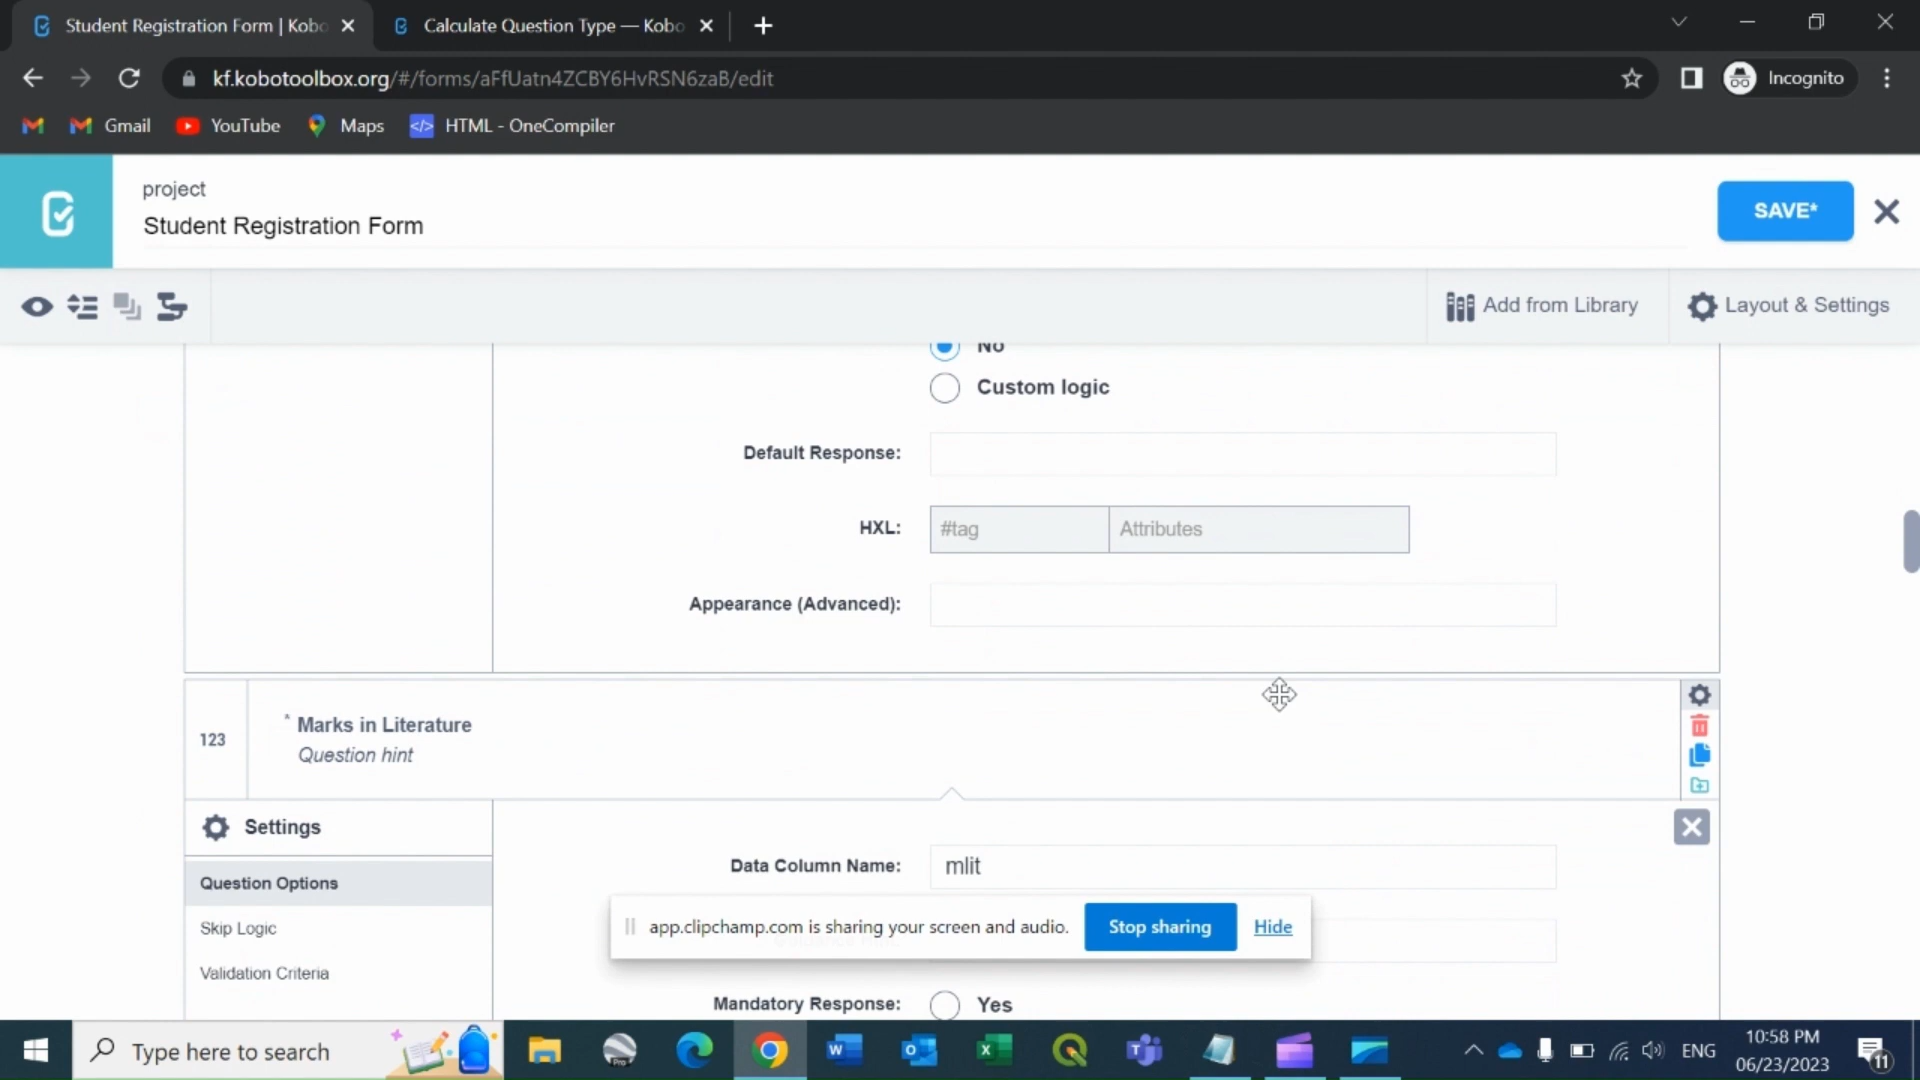 Student Registration Form | Kobo
Calculate Question Type — Kobo
kf.kobotoolbox.org/#/forms/aFfUatn4ZCBY6HvRSN6zaB/edit
Incognito
Gmail
YouTube
Maps
HTML - OneCompiler
project
Student Registration Form
SAVE*
Add from Library
Layout & Settings
No
Custom logic
Default Response:
HXL:
#tag
Attributes
Appearance (Advanced):
123
* Marks in Literature
Question hint
Settings
Question Options
Skip Logic
Validation Criteria
Data Column Name:
mlit
app.clipchamp.com is sharing your screen and audio.
Stop sharing
Hide
Mandatory Response:
Yes
Type here to search
ENG
10:58 PM
06/23/2023
11